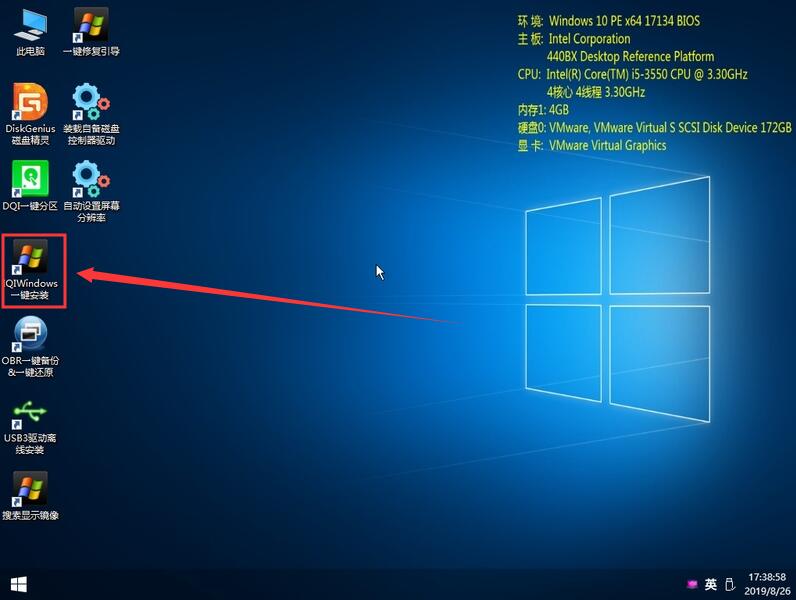 此电脑
一键修复引导
DiskGenius
磁盘精灵
装载自备磁盘
控制器驱动
DQI一键分区
自动设置屏幕
分辨率
QIWindows
一键安装
OBR一键备份
&一键还原
USB3驱动离
线安装
搜索显示镜像
环 境: Windows 10 PE x64 17134 BIOS
主 板: Intel Corporation
440BX Desktop Reference Platform
CPU: Intel(R) Core(TM) i5-3550 CPU @ 3.30GHz
4核心 4线程 3.30GHz
内存1: 4GB
硬盘0: VMware, VMware Virtual S SCSI Disk Device 172GB
显 卡: VMware Virtual Graphics
英
17:38:58
2019/8/26